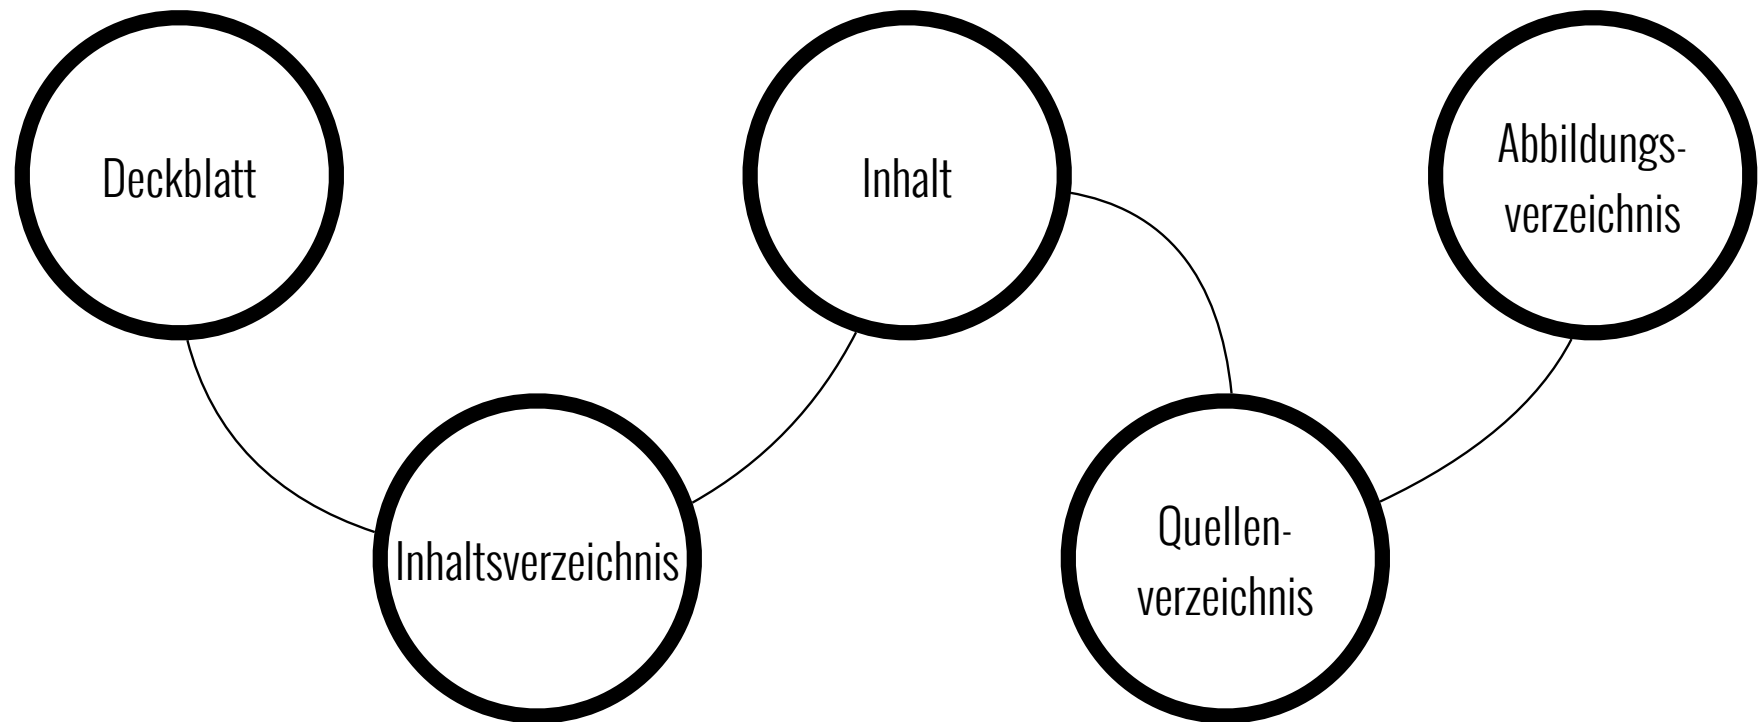 Deckblatt
Inhaltsverzeichnis
Inhalt
Quellen-
verzeichnis
Abbildungs-
verzeichnis